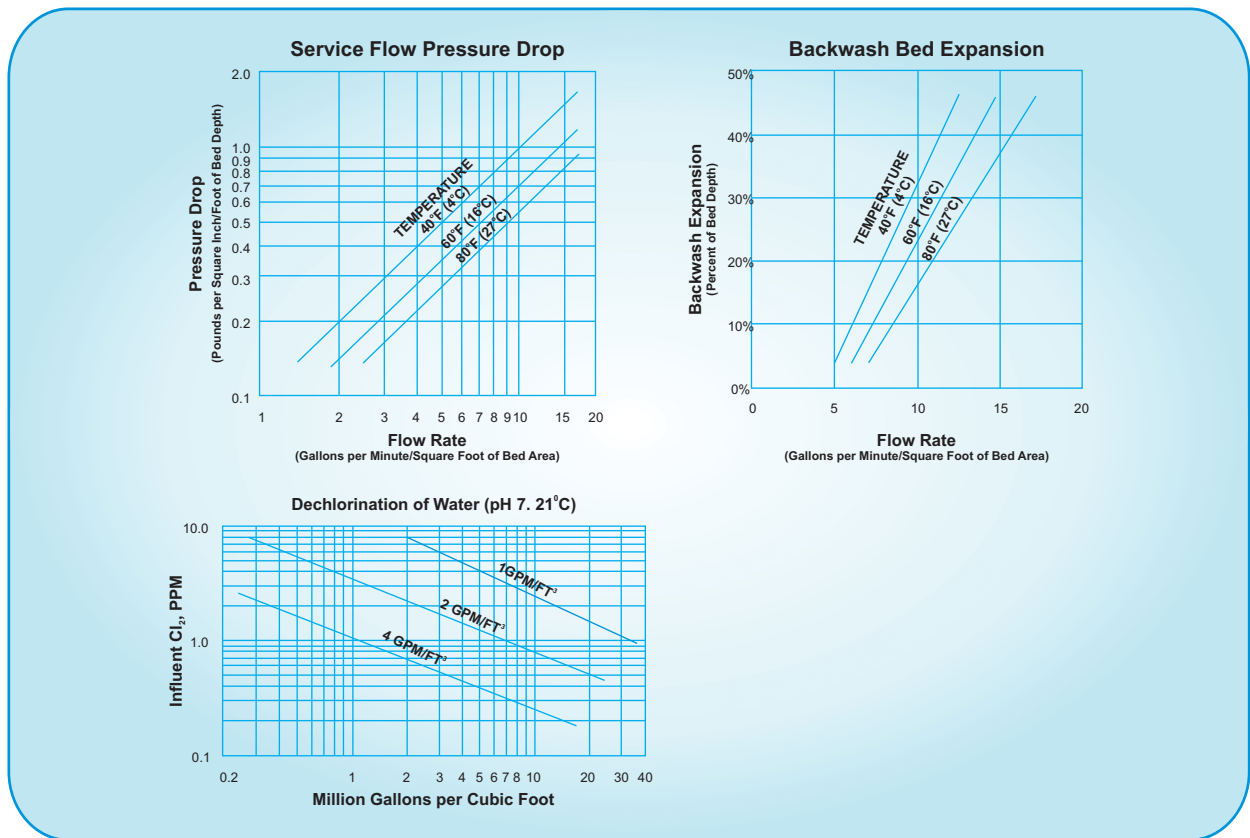 Service Flow Pressure Drop
Pressure Drop
(Pounds per Square Inch/Foot of Bed Depth)
2.0
1.0
0.9
0.8
0.7
0.6
0.5
0.4
0.3
0.2
0.1
TEMPERATURE
40°F (4°C)
60°F (16°C)
80°F (27°C)
1 2 3 4 5 6 7 8 9 10 15 20
Flow Rate
(Gallons per Minute/Square Foot of Bed Area)
Backwash Bed Expansion
Backwash Expansion
(Percent of Bed Depth)
50%
40%
30%
20%
10%
0%
TEMPERATURE
40°F (4°C)
60°F (16°C)
80°F (27°C)
0 5 10 15 20
Flow Rate
(Gallons per Minute/Square Foot of Bed Area)
Dechlorination of Water (pH 7. 21⁰C)
Influent Cl₂, PPM
10.0
1.0
0.1
1GPM/FT³
2 GPM/FT³
4 GPM/FT³
0.2 1 2 3 4 5 6 7 8 10 20 30 40
Million Gallons per Cubic Foot